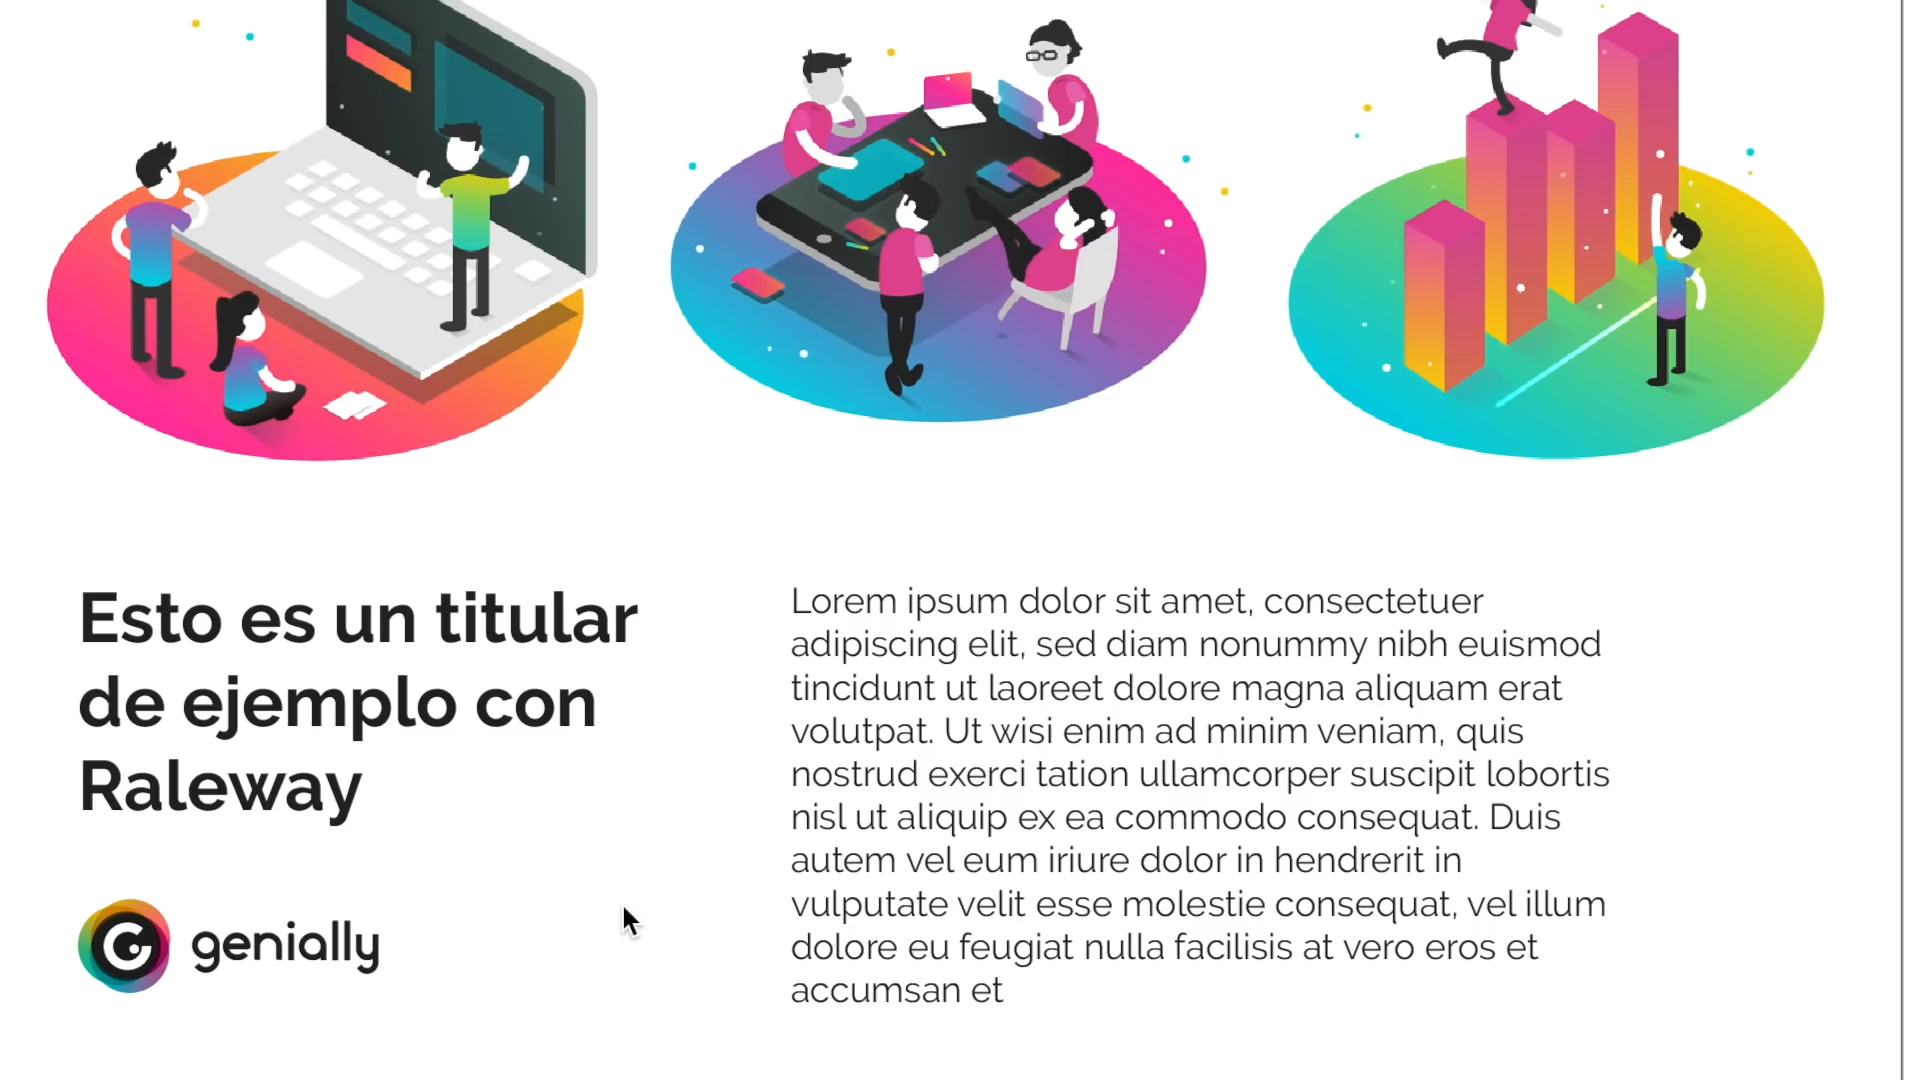 Esto es un titular
de ejemplo con
Raleway
genially
Lorem ipsum dolor sit amet, consectetuer
adipiscing elit, sed diam nonummy nibh euismod
tincidunt ut laoreet dolore magna aliquam erat
volutpat. Ut wisi enim ad minim veniam, quis
nostrud exerci tation ullamcorper suscipit lobortis
nisl ut aliquip ex ea commodo consequat. Duis
autem vel eum iriure dolor in hendrerit in
vulputate velit esse molestie consequat, vel illum
dolore eu feugiat nulla facilisis at vero eros et
accumsan et